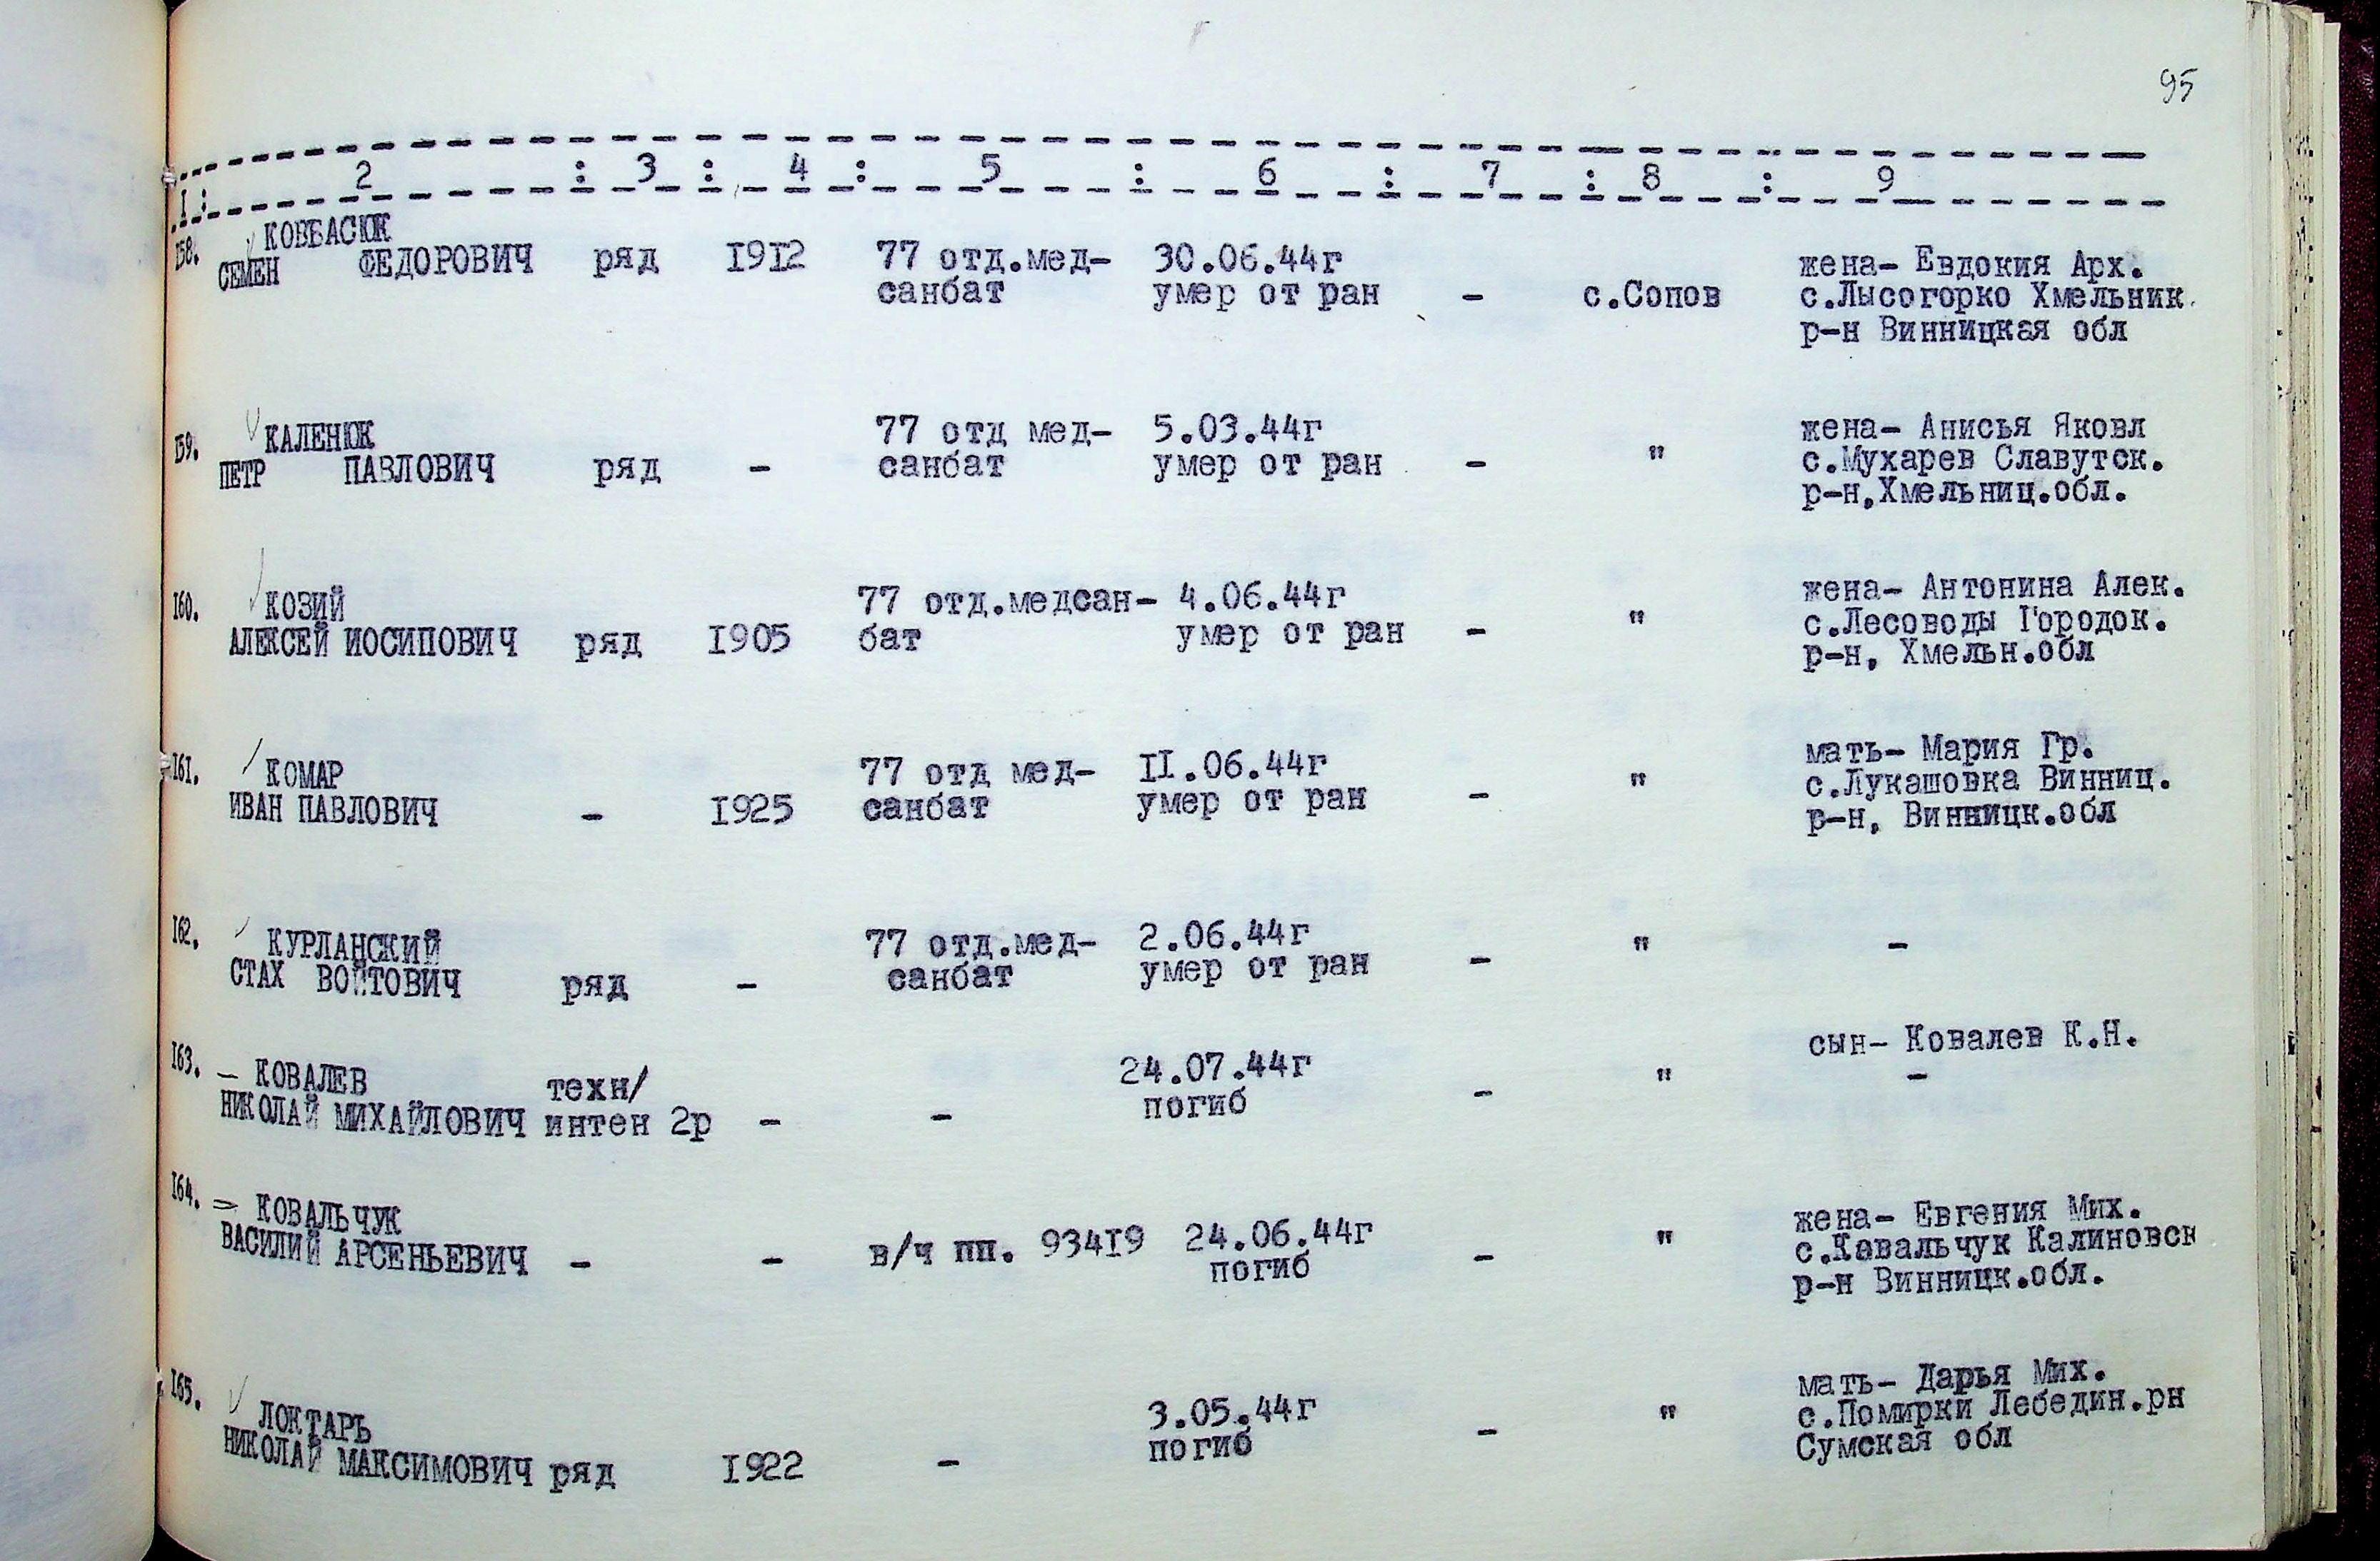 95
I : 2 : 3 : 4 : 5 : 6 : 7 : 8 : 9
158. КОВБАСЮК
СЕМЕН ФЕДОРОВИЧ ряд I9I2 77 отд.мед- 30.06.44г жена- Евдокия Арх.
санбат умер от ран - с.Сопов с.Лысогорко Хмельник.
р-н Винницкая обл
159. КАЛЕНЮК 77 отд мед- 5.03.44г жена- Анисья Яковл
ПЕТР ПАВЛОВИЧ ряд - санбат умер от ран - " с.Мухарев Славутск.
р-н,Хмельниц.обл.
160. КОЗИЙ 77 отд.медсан- 4.06.44г жена- Антонина Алек.
АЛЕКСЕЙ ИОСИПОВИЧ ряд I905 бат умер от ран - " с.Лесоводы Городок.
р-н, Хмельн.обл
161. КОМАР 77 отд мед- II.06.44г мать- Мария Гр.
ИВАН ПАВЛОВИЧ - I925 санбат умер от ран - " с.Лукашовка Винниц.
р-н, Винницк.обл
162. КУРЛАНСКИЙ 77 отд.мед- 2.06.44г " -
СТАХ ВОЙТОВИЧ ряд - санбат умер от ран -
163. КОВАЛЕВ техн/ 24.07.44г " сын- Ковалев К.Н.
НИКОЛАЙ МИХАЙЛОВИЧ интен 2р - - погиб - -
164. КОВАЛЬЧУК жена- Евгения Мих.
ВАСИЛИЙ АРСЕНЬЕВИЧ - - в/ч пп. 934I9 24.06.44г - " с.Ковальчук Калиновск
погиб р-н Винницк.обл.
165. ЛОКТАРЬ 3.05.44г мать- Дарья Мих.
НИКОЛАЙ МАКСИМОВИЧ ряд I922 - погиб - " с.Помирки Лебедин.рн
Сумская обл